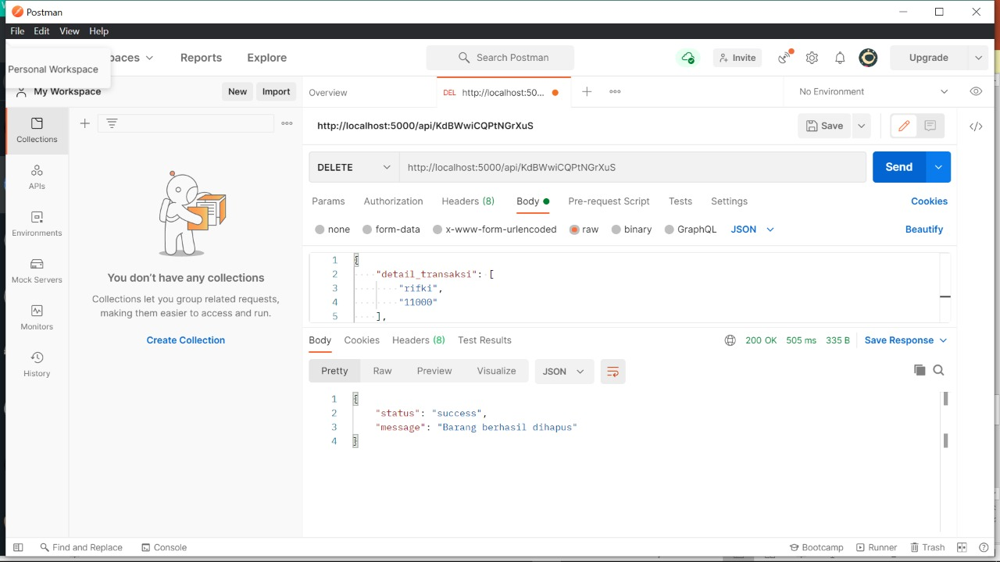 Postman
File Edit View Help
paces Reports Explore Search Postman Invite Upgrade
Personal Workspace
My Workspace New Import Overview DEL http://localhost:50... No Environment
http://localhost:5000/api/KdBWwiCQPtNGrXuS Save
DELETE http://localhost:5000/api/KdBWwiCQPtNGrXuS Send
Params Authorization Headers (8) Body Pre-request Script Tests Settings Cookies
none form-data x-www-form-urlencoded raw binary GraphQL JSON Beautify
1 {
2 "detail_transaksi": [
3 "rifki",
4 "11000"
5 ],
Collections
APIs
Environments
Mock Servers
Monitors
History
You don't have any collections
Collections let you group related requests,
making them easier to access and run.
Create Collection
Body Cookies Headers (8) Test Results 200 OK 505 ms 335 B Save Response
Pretty Raw Preview Visualize JSON
1 {
2 "status": "success",
3 "message": "Barang berhasil dihapus"
4 }
Find and Replace Console Bootcamp Runner Trash